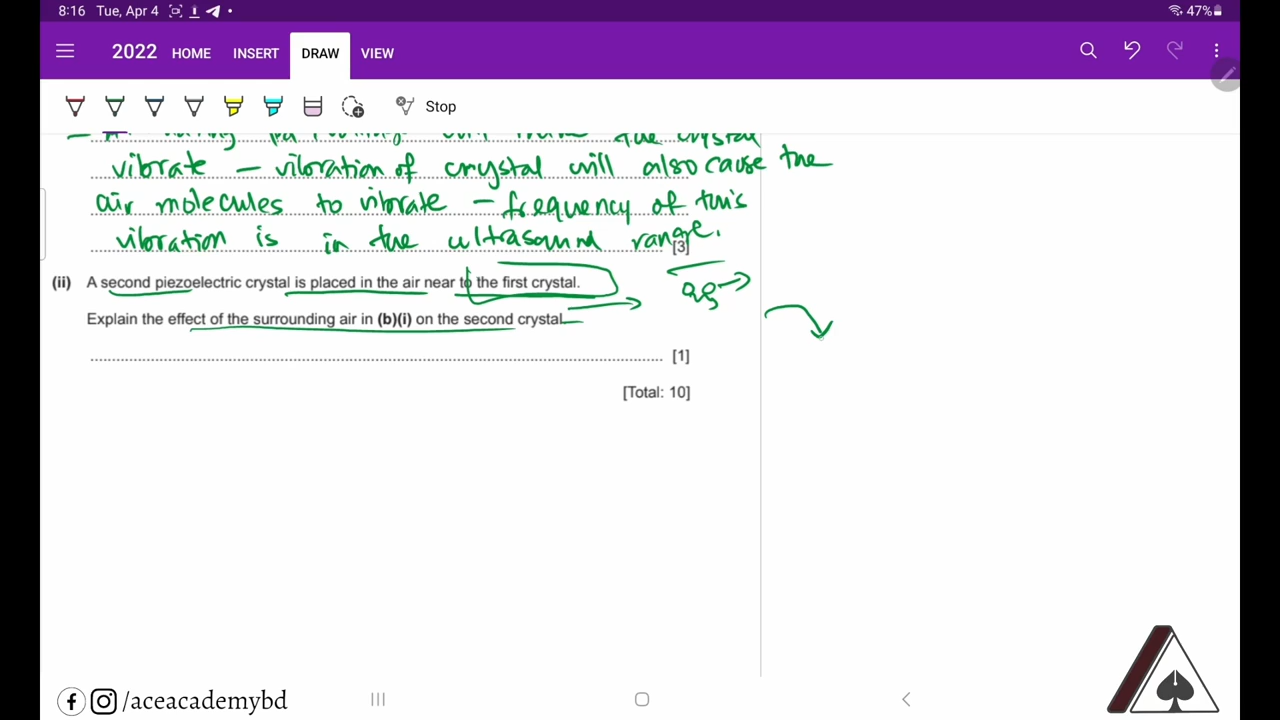 8:16 Tue, Apr 4 47%
2022 HOME INSERT DRAW VIEW
Stop
the crystal
vibrate – vibration of crystal will also cause the
air molecules to vibrate – frequency of this
vibration is in the ultrasound range.
[3]
(ii) A second piezoelectric crystal is placed in the air near to the first crystal.
Explain the effect of the surrounding air in (b)(i) on the second crystal.
[1]
[Total: 10]
/aceacademybd